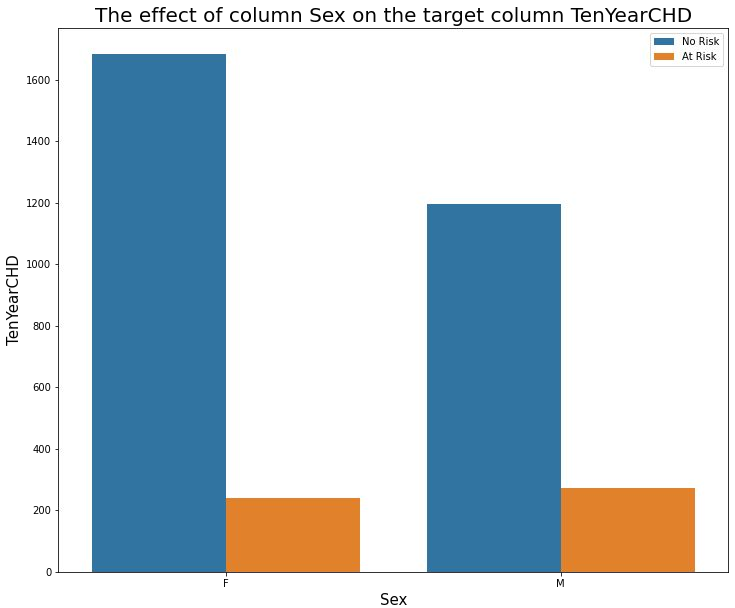 The effect of column Sex on the target column TenYearCHD
No Risk
At Risk
1600
1400
1200
1000
800
600
400
200
0
TenYearCHD
F
M
Sex